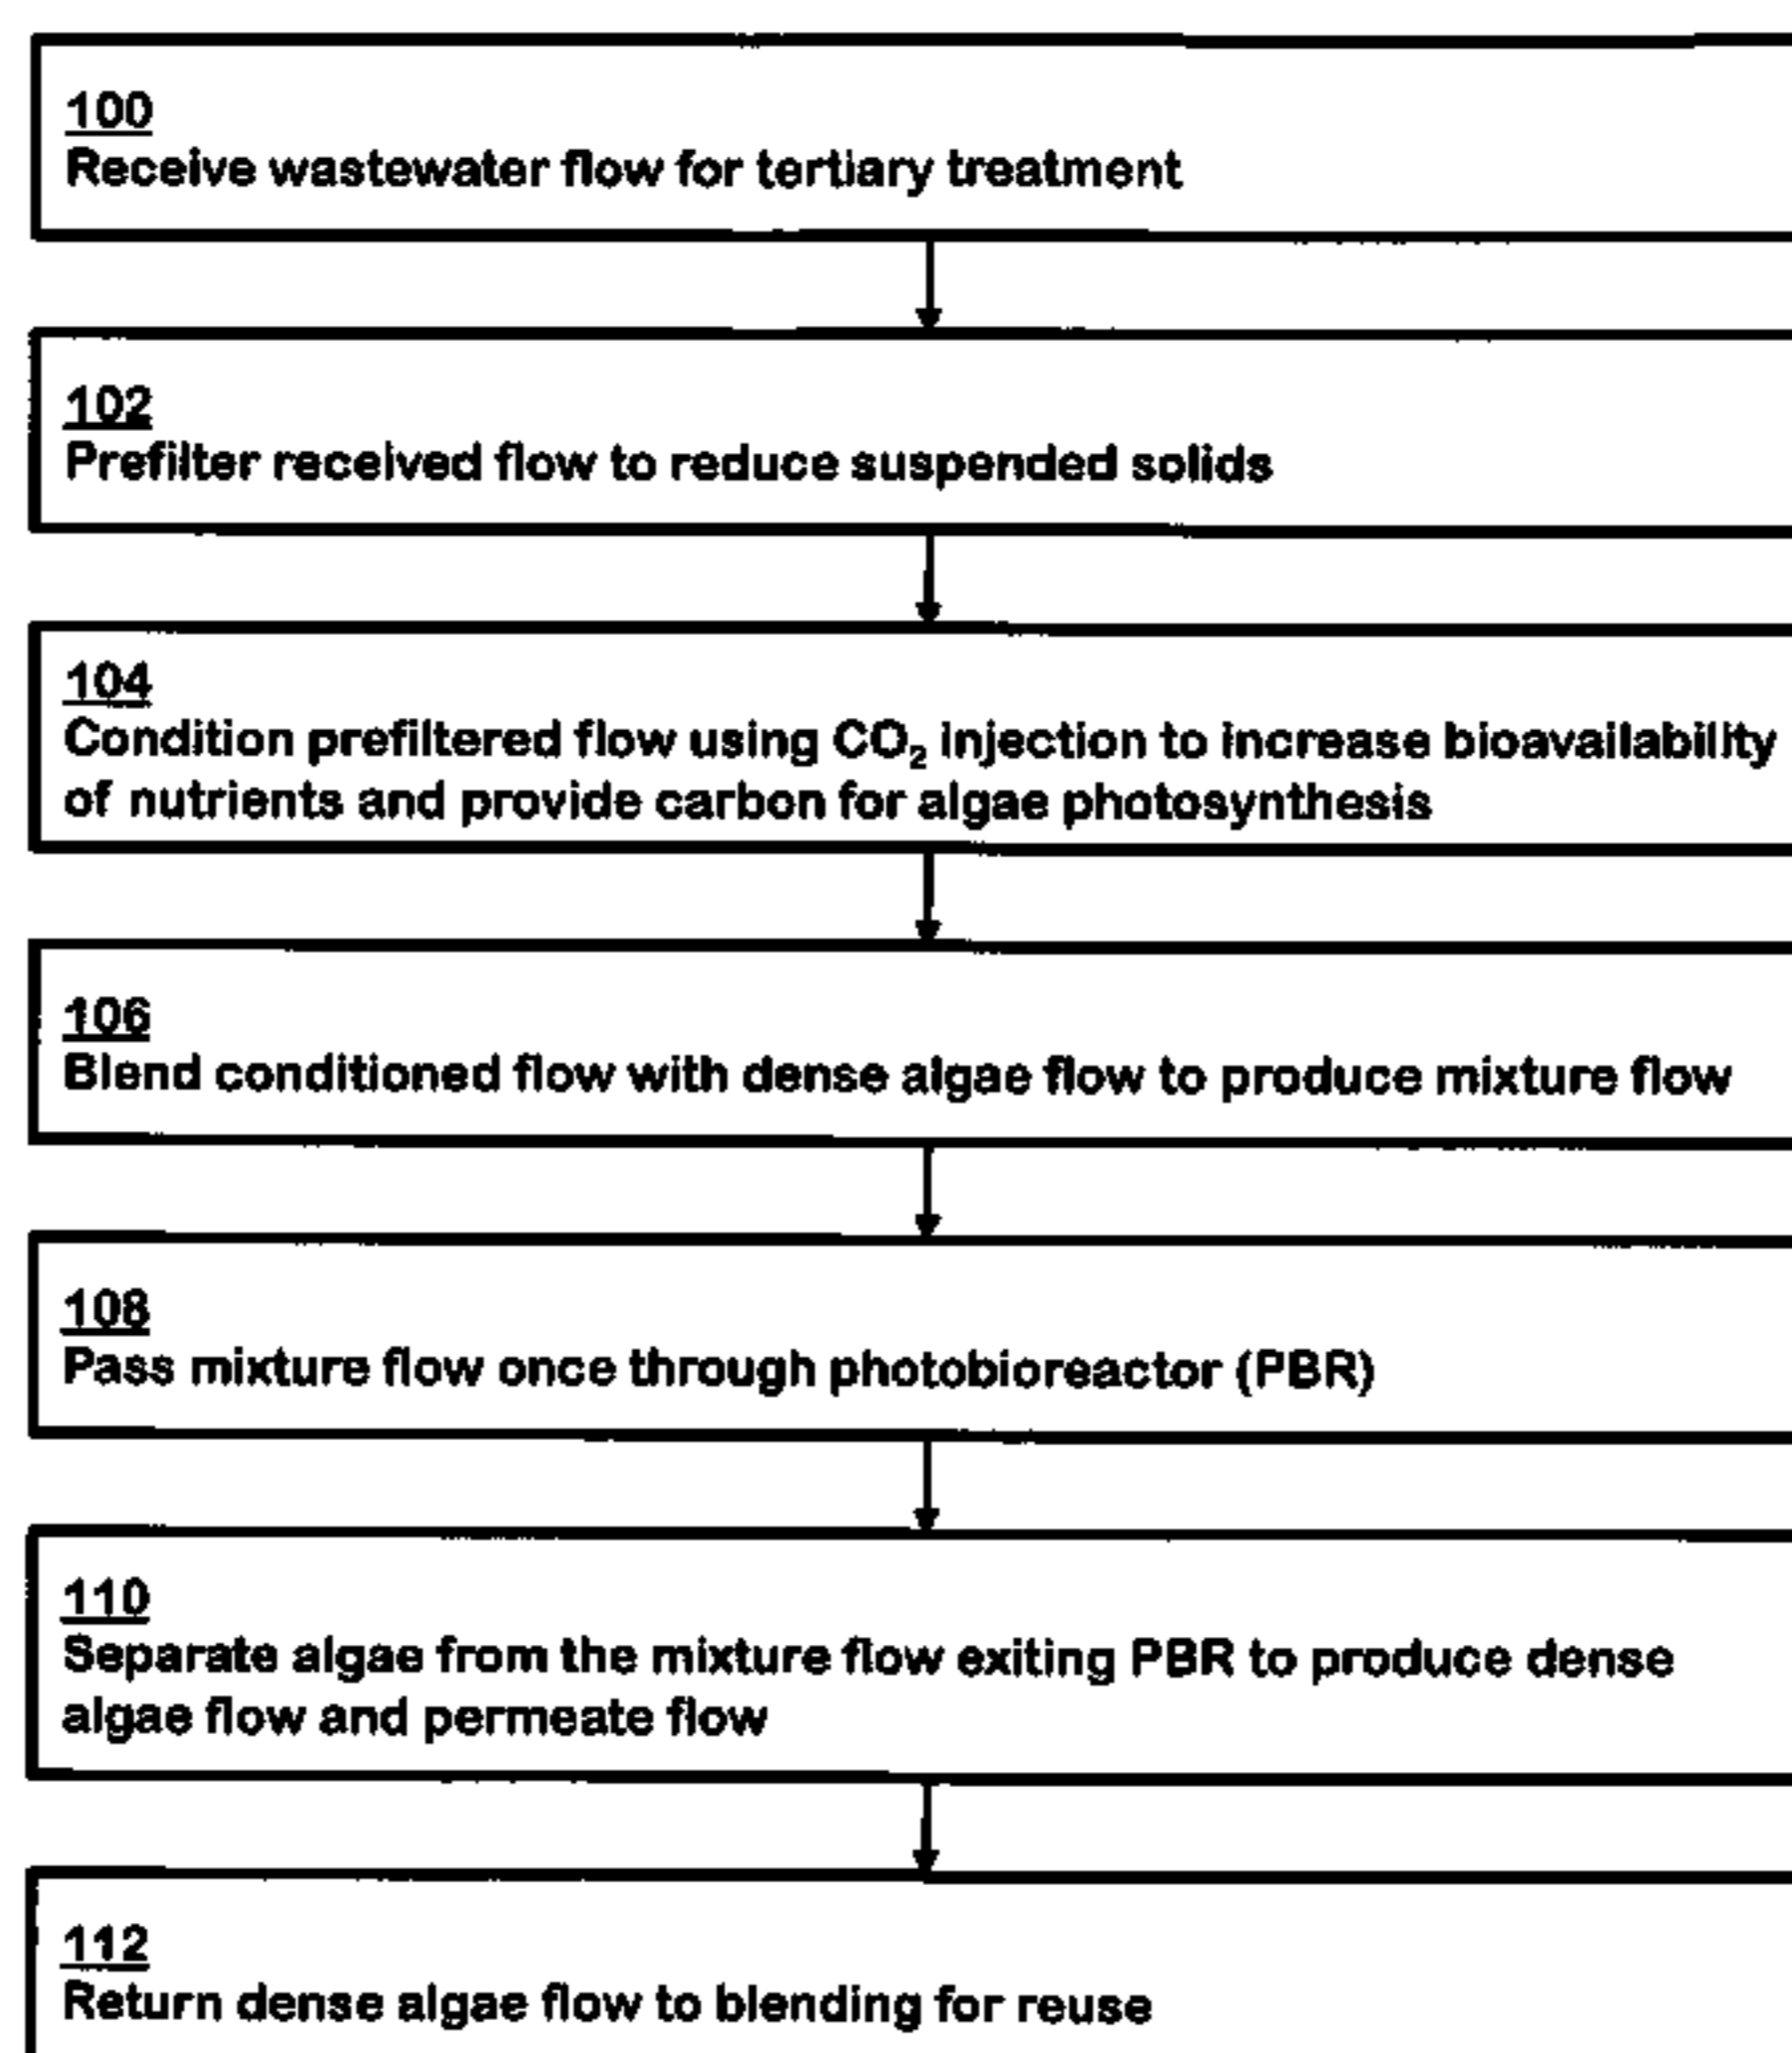 100
Receive wastewater flow for tertiary treatment
102
Prefilter received flow to reduce suspended solids
104
Condition prefiltered flow using CO₂ injection to increase bioavailability
of nutrients and provide carbon for algae photosynthesis
106
Blend conditioned flow with dense algae flow to produce mixture flow
108
Pass mixture flow once through photobioreactor (PBR)
110
Separate algae from the mixture flow exiting PBR to produce dense
algae flow and permeate flow
112
Return dense algae flow to blending for reuse